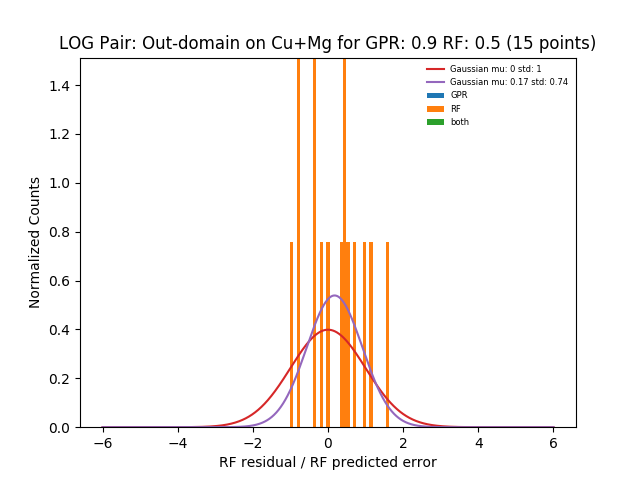 LOG Pair: Out-domain on Cu+Mg for GPR: 0.9 RF: 0.5 (15 points)
Gaussian mu: 0 std: 1
Gaussian mu: 0.17 std: 0.74
GPR
RF
both
Normalized Counts
1.4
1.2
1.0
0.8
0.6
0.4
0.2
0.0
−6 −4 −2 0 2 4 6
RF residual / RF predicted error